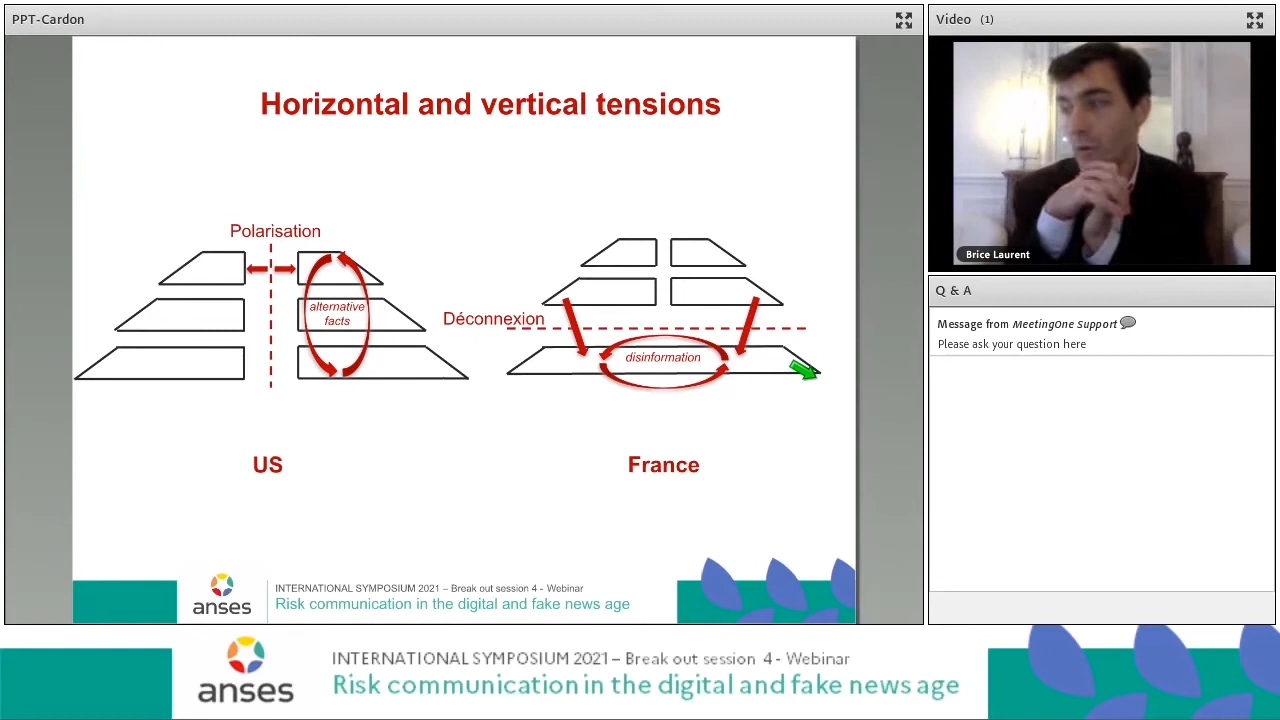 PPT-Cardon
Horizontal and vertical tensions
Polarisation
alternative
facts
Déconnexion
disinformation
US
France
anses
INTERNATIONAL SYMPOSIUM 2021 – Break out session 4 - Webinar
Risk communication in the digital and fake news age
Video (1)
Brice Laurent
Q & A
Message from MeetingOne Support
Please ask your question here
anses
INTERNATIONAL SYMPOSIUM 2021 – Break out session 4 - Webinar
Risk communication in the digital and fake news age